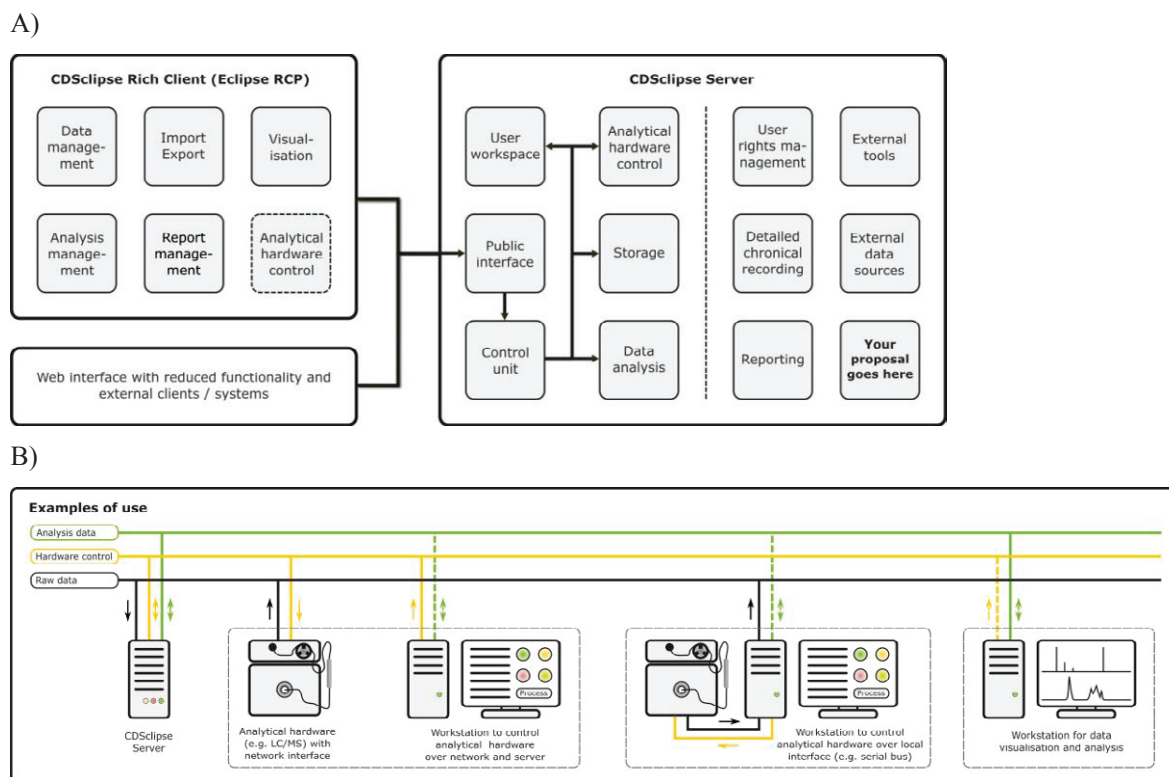 A)
CDSclipse Rich Client (Eclipse RCP)
Data
manage-
ment
Import
Export
Visual-
isation
Analysis
manage-
ment
Report
manage-
ment
Analytical
hardware
control
Web interface with reduced functionality and
external clients / systems
CDSclipse Server
User
workspace
Analytical
hardware
control
User
rights ma-
nagement
External
tools
Public
interface
Storage
Detailed
chronical
recording
External
data
sources
Control
unit
Data
analysis
Reporting
Your
proposal
goes here
B)
Examples of use
Analysis data
Hardware control
Raw data
CDSclipse
Server
Analytical hardware
(e.g. LC/MS) with
network interface
Process
Workstation to control
analytical hardware
over network and server
Process
Workstation to control
analytical hardware over local
interface (e.g. serial bus)
Workstation for data
visualisation and analysis